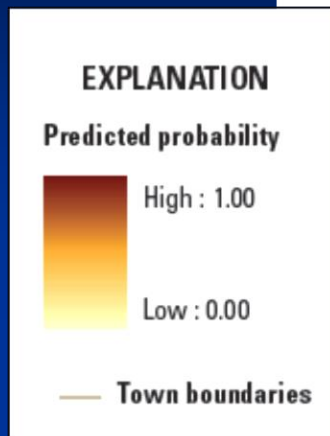 EXPLANATION
Predicted probability
High : 1.00
Low : 0.00
Town boundaries